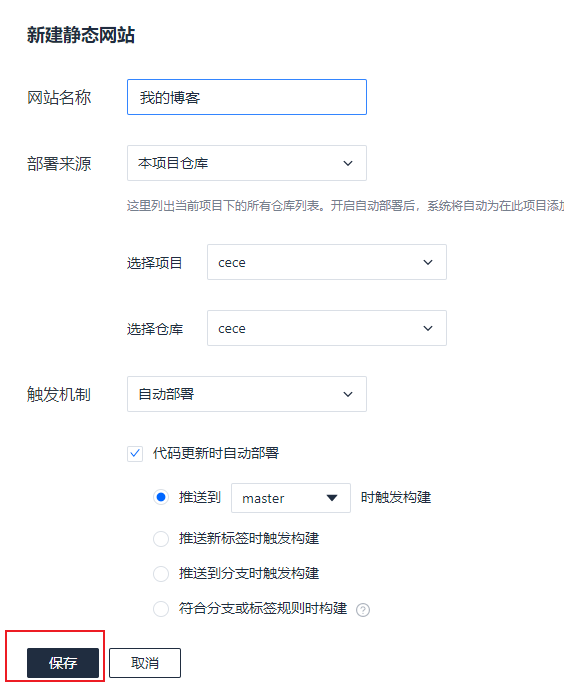 新建静态网站
网站名称 我的博客
部署来源 本项目仓库
这里列出当前项目下的所有仓库列表。开启自动部署后，系统将自动为在此项目添加
选择项目 cece
选择仓库 cece
触发机制 自动部署
代码更新时自动部署
推送到 master 时触发构建
推送新标签时触发构建
推送到分支时触发构建
符合分支或标签规则时构建 ?
保存 取消